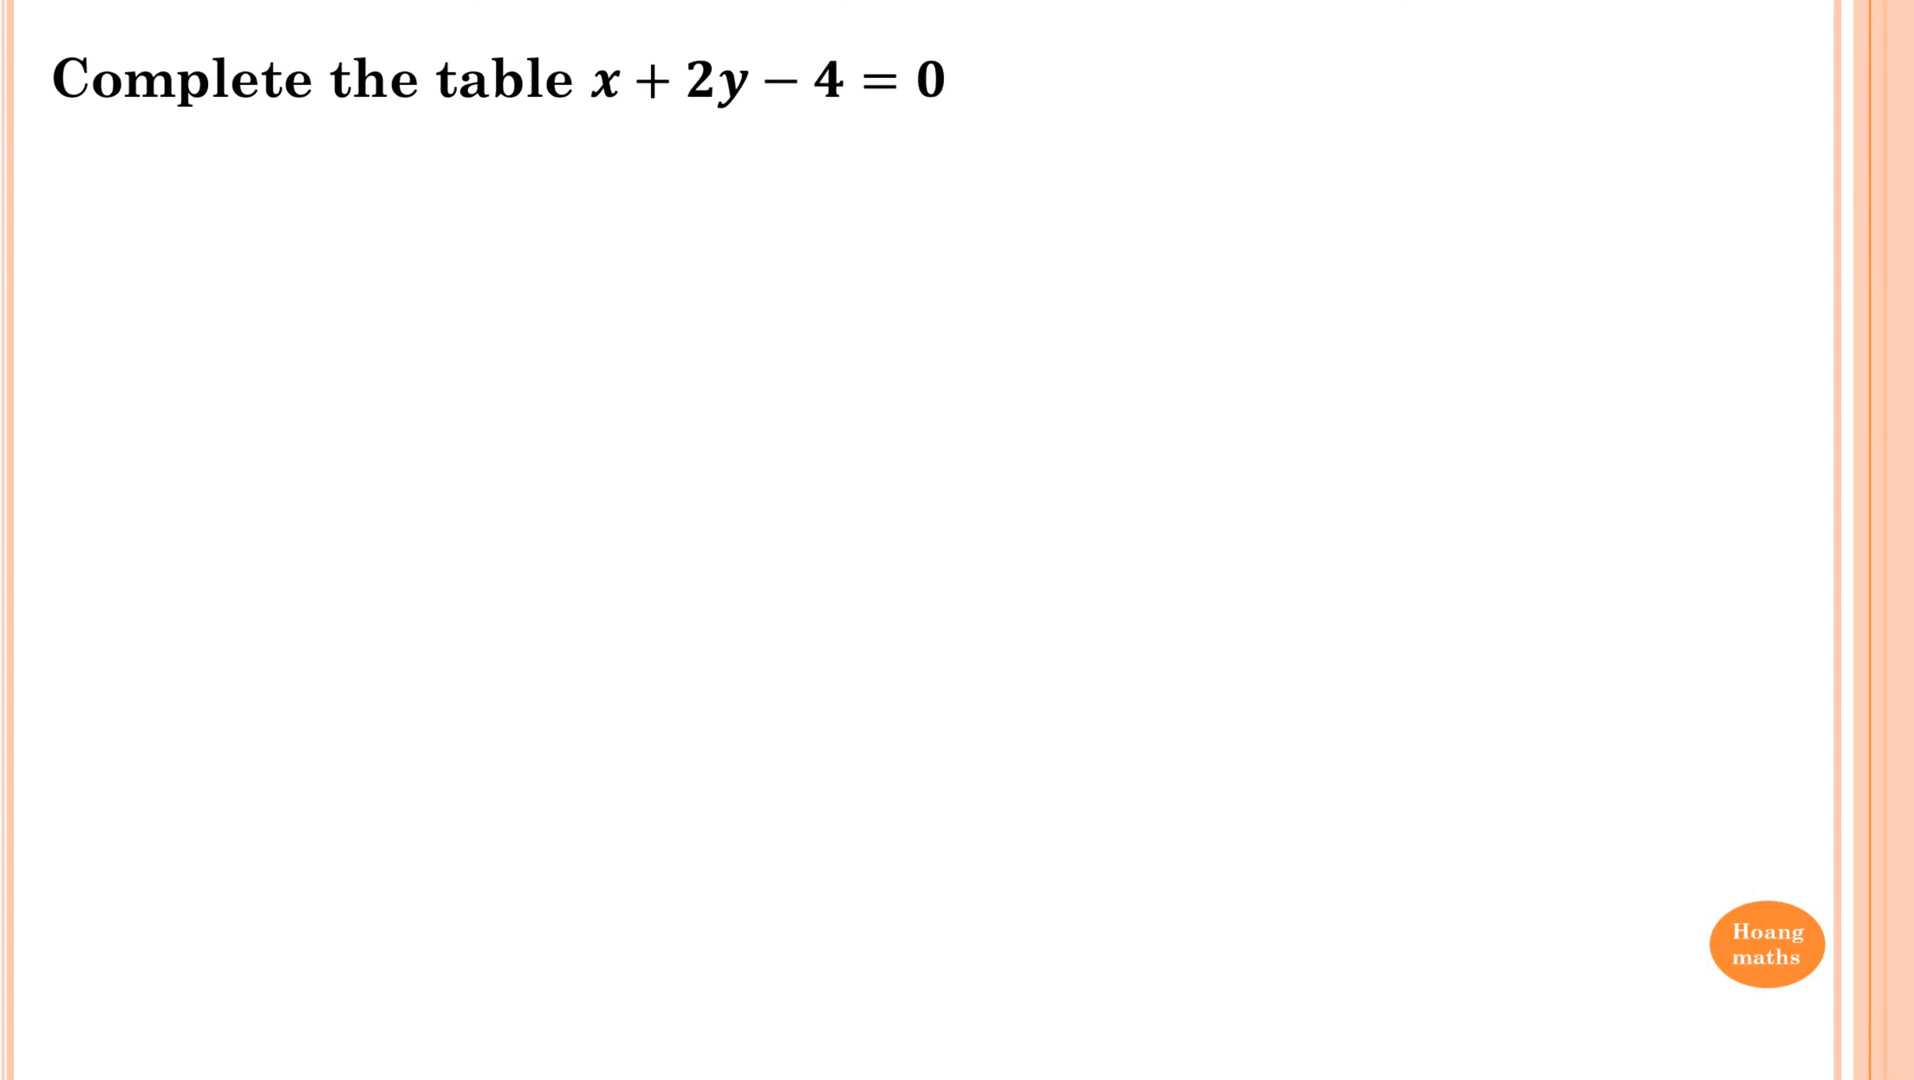 Complete the table x + 2y − 4 = 0
Hoang
maths